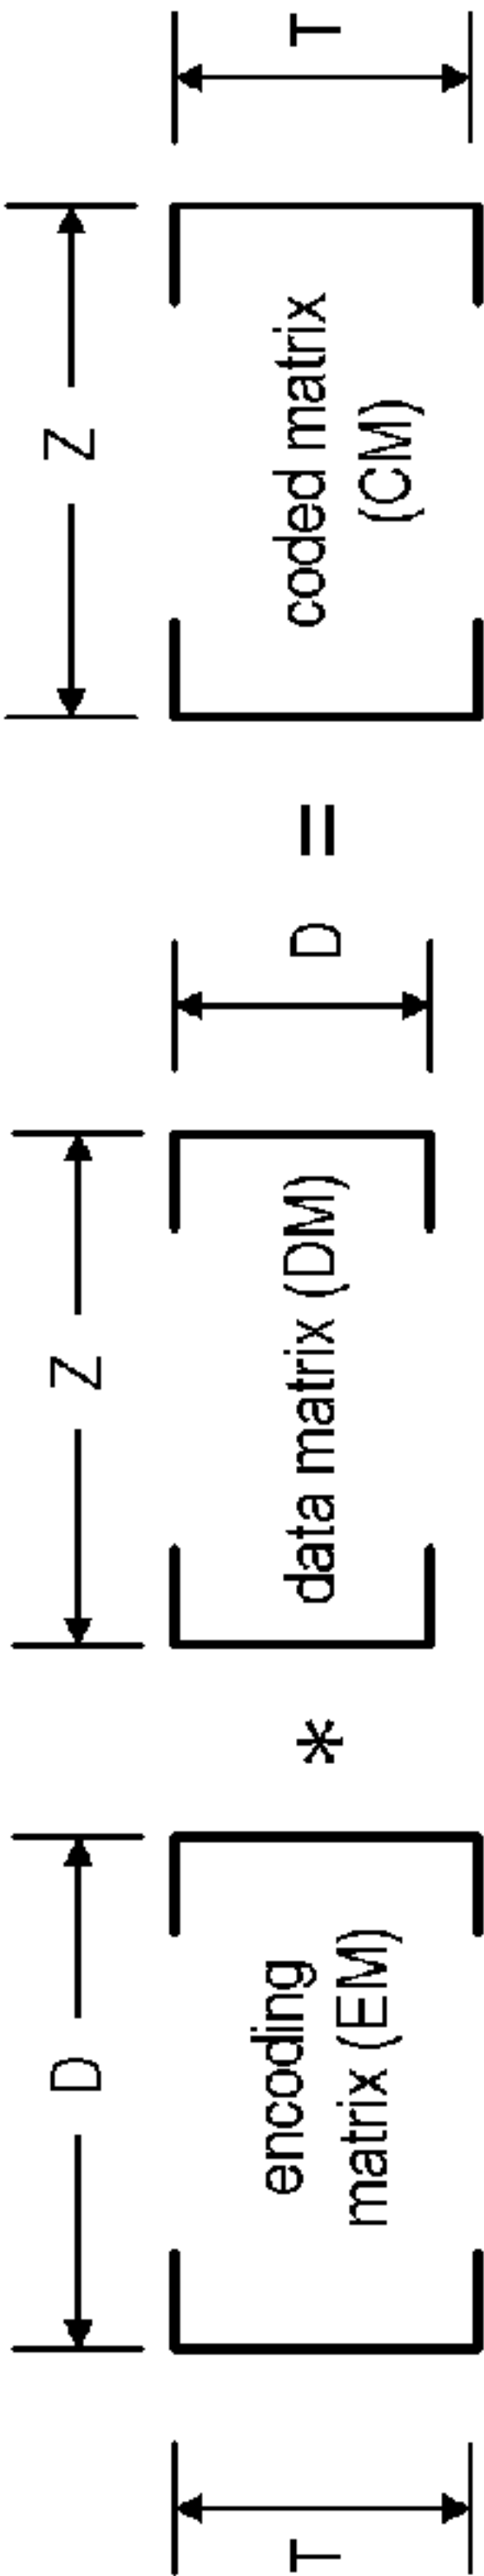 T
D
encoding
matrix (EM)
*
Z
data matrix (DM)
D
=
Z
coded matrix
(CM)
T